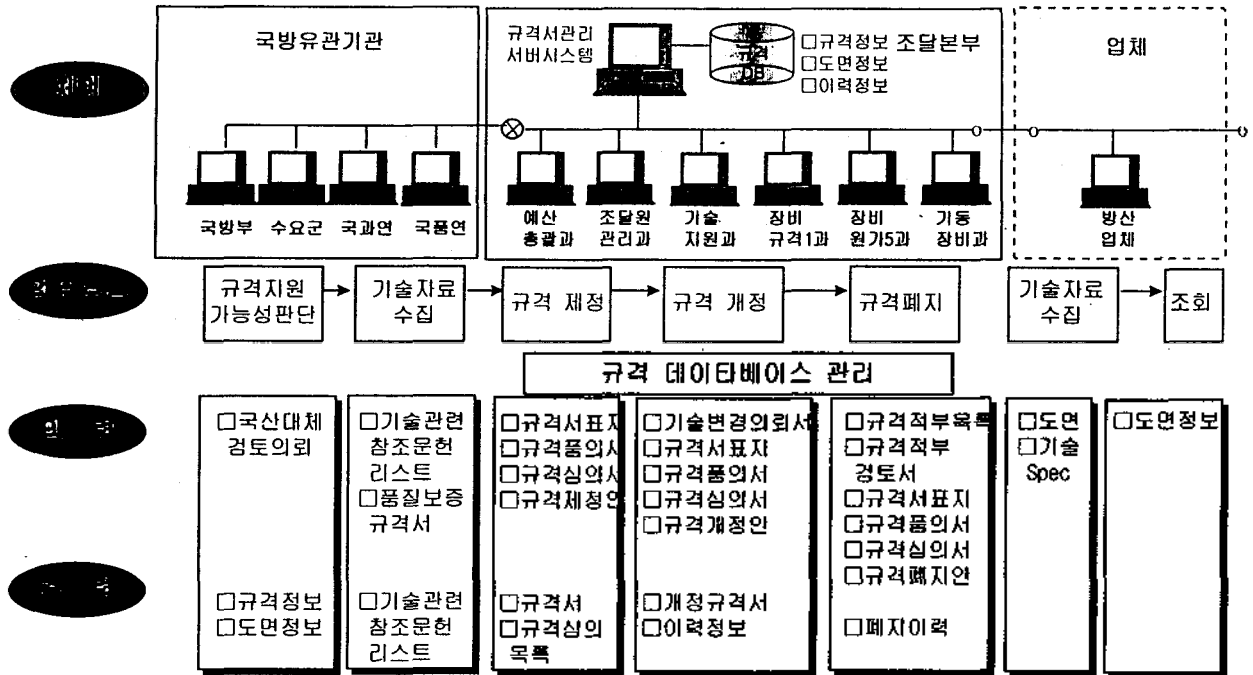 국방유관기관
규격서관리
서버시스템
규격
DB
□규격정보
□도면정보
□이력정보
조달본부
업체
국방부
수요군
국과연
국품연
예산
총괄과
조달원
관리과
기술
지원과
장비
규격1과
장비
원가5과
기동
장비과
방산
업체
규격지원
가능성판단
기술자료
수집
규격 제정
규격 개정
규격폐지
기술자료
수집
조회
규격 데이타베이스 관리
□국산대체
검토의뢰
□기술관련
참조문헌
리스트
□품질보증
규격서
□규격서표지
□규격품의서
□규격심의서
□규격제정안
□기술변경의뢰서
□규격서표지
□규격품의서
□규격심의서
□규격개정안
□규격적부목록
□규격적부
검토서
□규격서표지
□규격품의서
□규격심의서
□규격폐지안
□도면
□기술
Spec
□도면정보
□규격정보
□도면정보
□기술관련
참조문헌
리스트
□규격서
□규격심의
목록
□개정규격서
□이력정보
□폐지이력